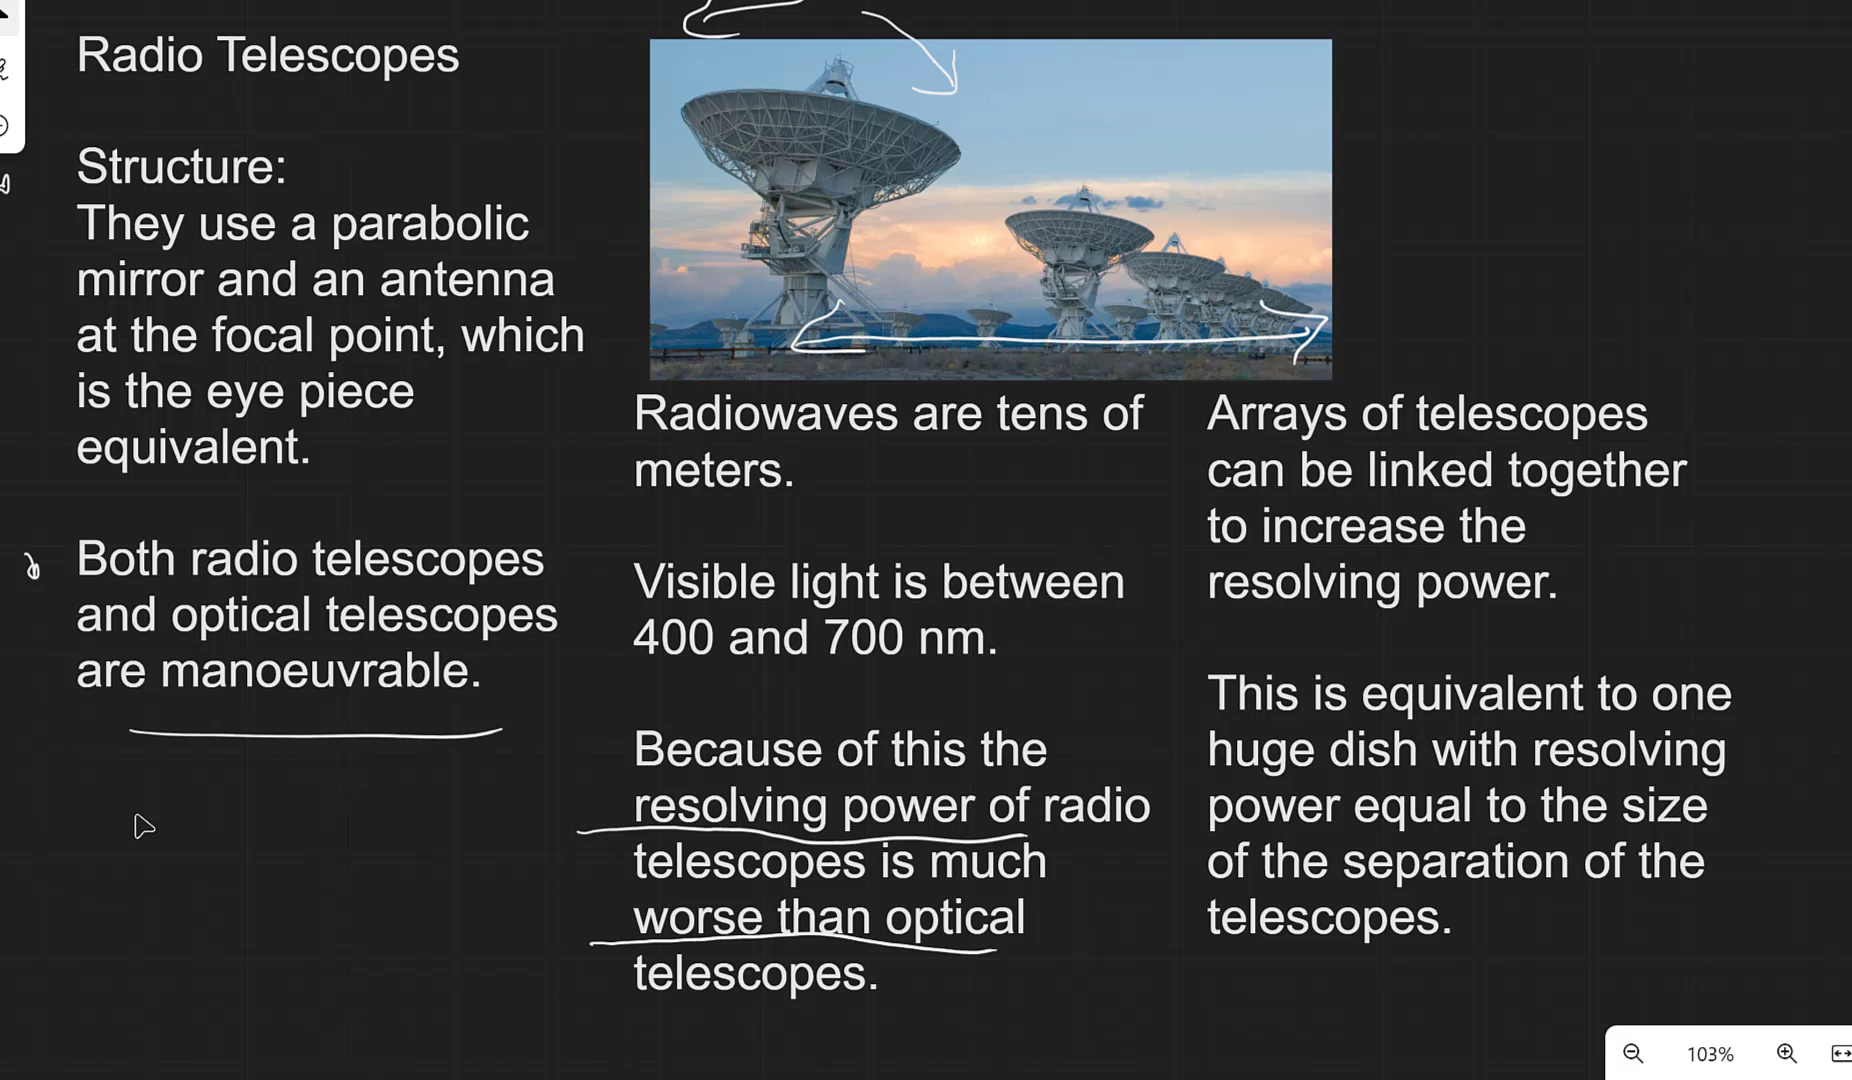 Radio Telescopes
Structure:
They use a parabolic
mirror and an antenna
at the focal point, which
is the eye piece
equivalent.
Both radio telescopes
and optical telescopes
are manoeuvrable.
Radiowaves are tens of
meters.
Visible light is between
400 and 700 nm.
Because of this the
resolving power of radio
telescopes is much
worse than optical
telescopes.
Arrays of telescopes
can be linked together
to increase the
resolving power.
This is equivalent to one
huge dish with resolving
power equal to the size
of the separation of the
telescopes.
103%